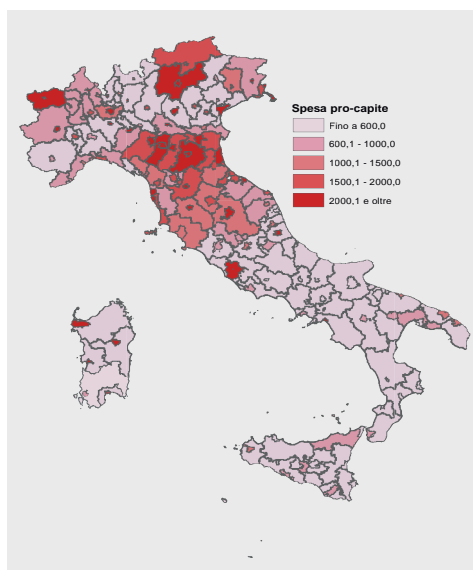 Spesa pro-capite
Fino a 600,0
600,1 - 1000,0
1000,1 - 1500,0
1500,1 - 2000,0
2000,1 e oltre